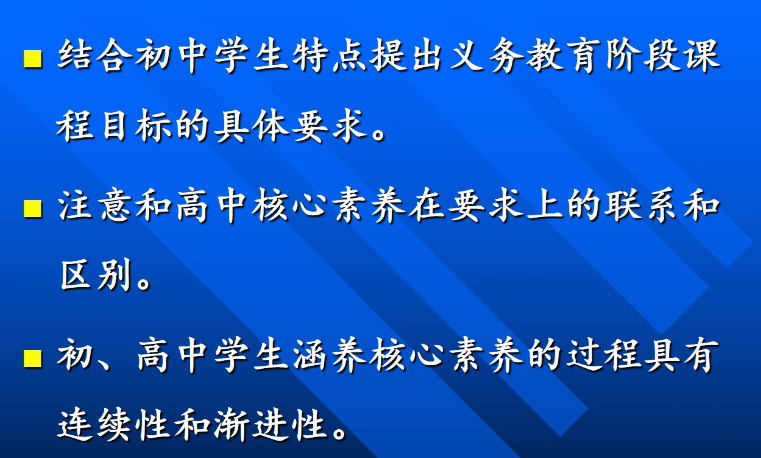 结合初中学生特点提出义务教育阶段课
程目标的具体要求。
注意和高中核心素养在要求上的联系和
区别。
初、高中学生涵养核心素养的过程具有
连续性和渐进性。